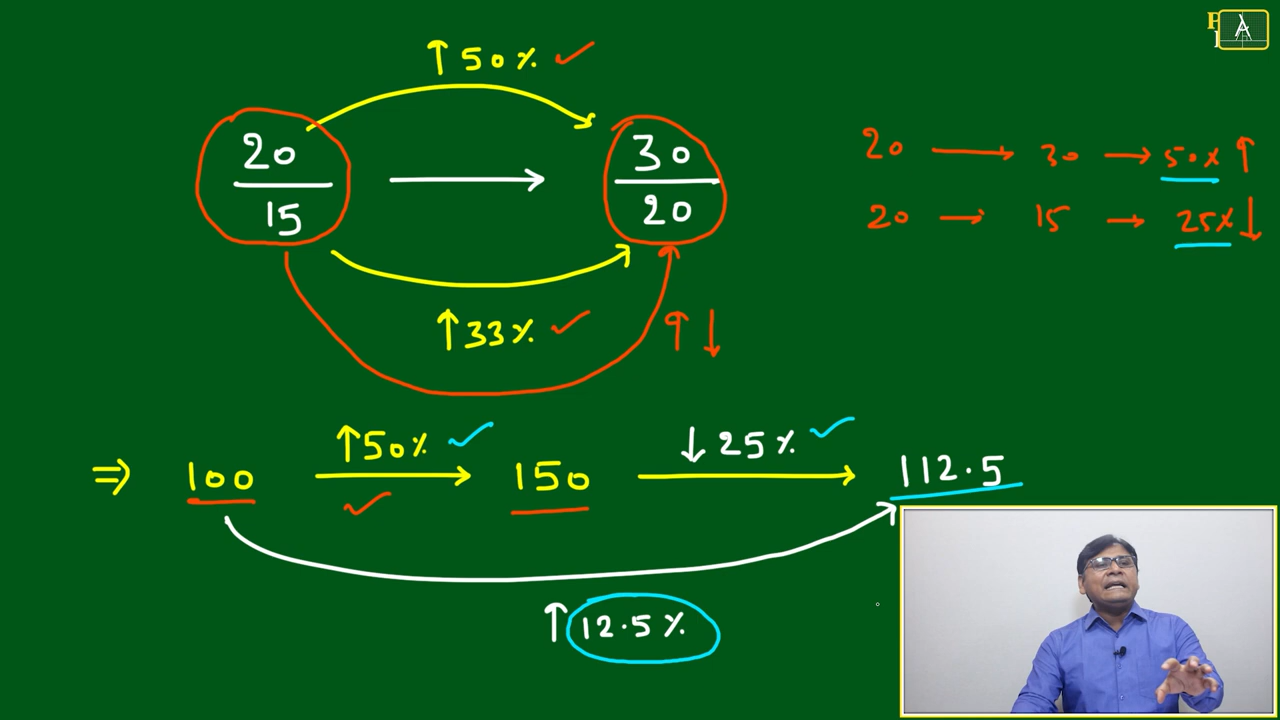 ↑ 50%
20/15 → 30/20
↑ 33%
↑ ↓
20 → 30 → 50% ↑
20 → 15 → 25% ↓
⇒ 100 ↑50% → 150 ↓ 25% → 112.5
↑ 12.5%